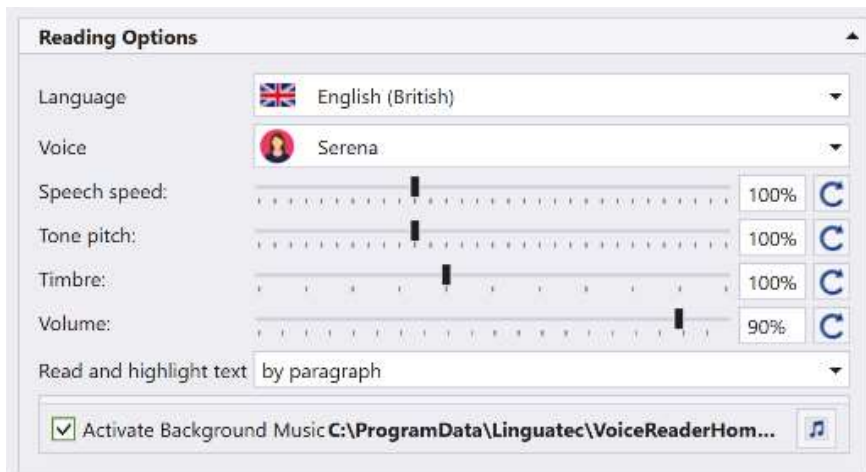 Reading Options
Language English (British)
Voice Serena
Speech speed: 100%
Tone pitch: 100%
Timbre: 100%
Volume: 90%
Read and highlight text by paragraph
Activate Background Music C:\ProgramData\Linguatec\VoiceReaderHom...